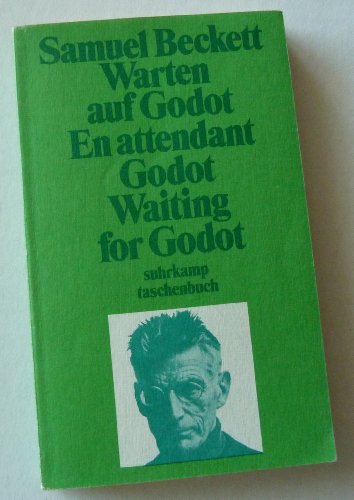 Samuel Beckett
Warten
auf Godot
En attendant
Godot
Waiting
for Godot
suhrkamp
taschenbuch